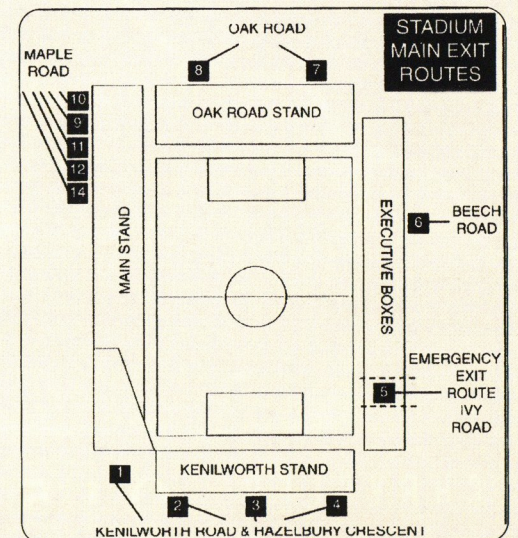 STADIUM
MAIN EXIT
ROUTES
OAK ROAD
MAPLE
ROAD
8
7
10
9
11
12
14
OAK ROAD STAND
MAIN STAND
EXECUTIVE BOXES
6
BEECH
ROAD
EMERGENCY
EXIT
ROUTE
IVY
ROAD
5
KENILWORTH STAND
1
2
3
4
KENILWORTH ROAD & HAZELBURY CRESCENT